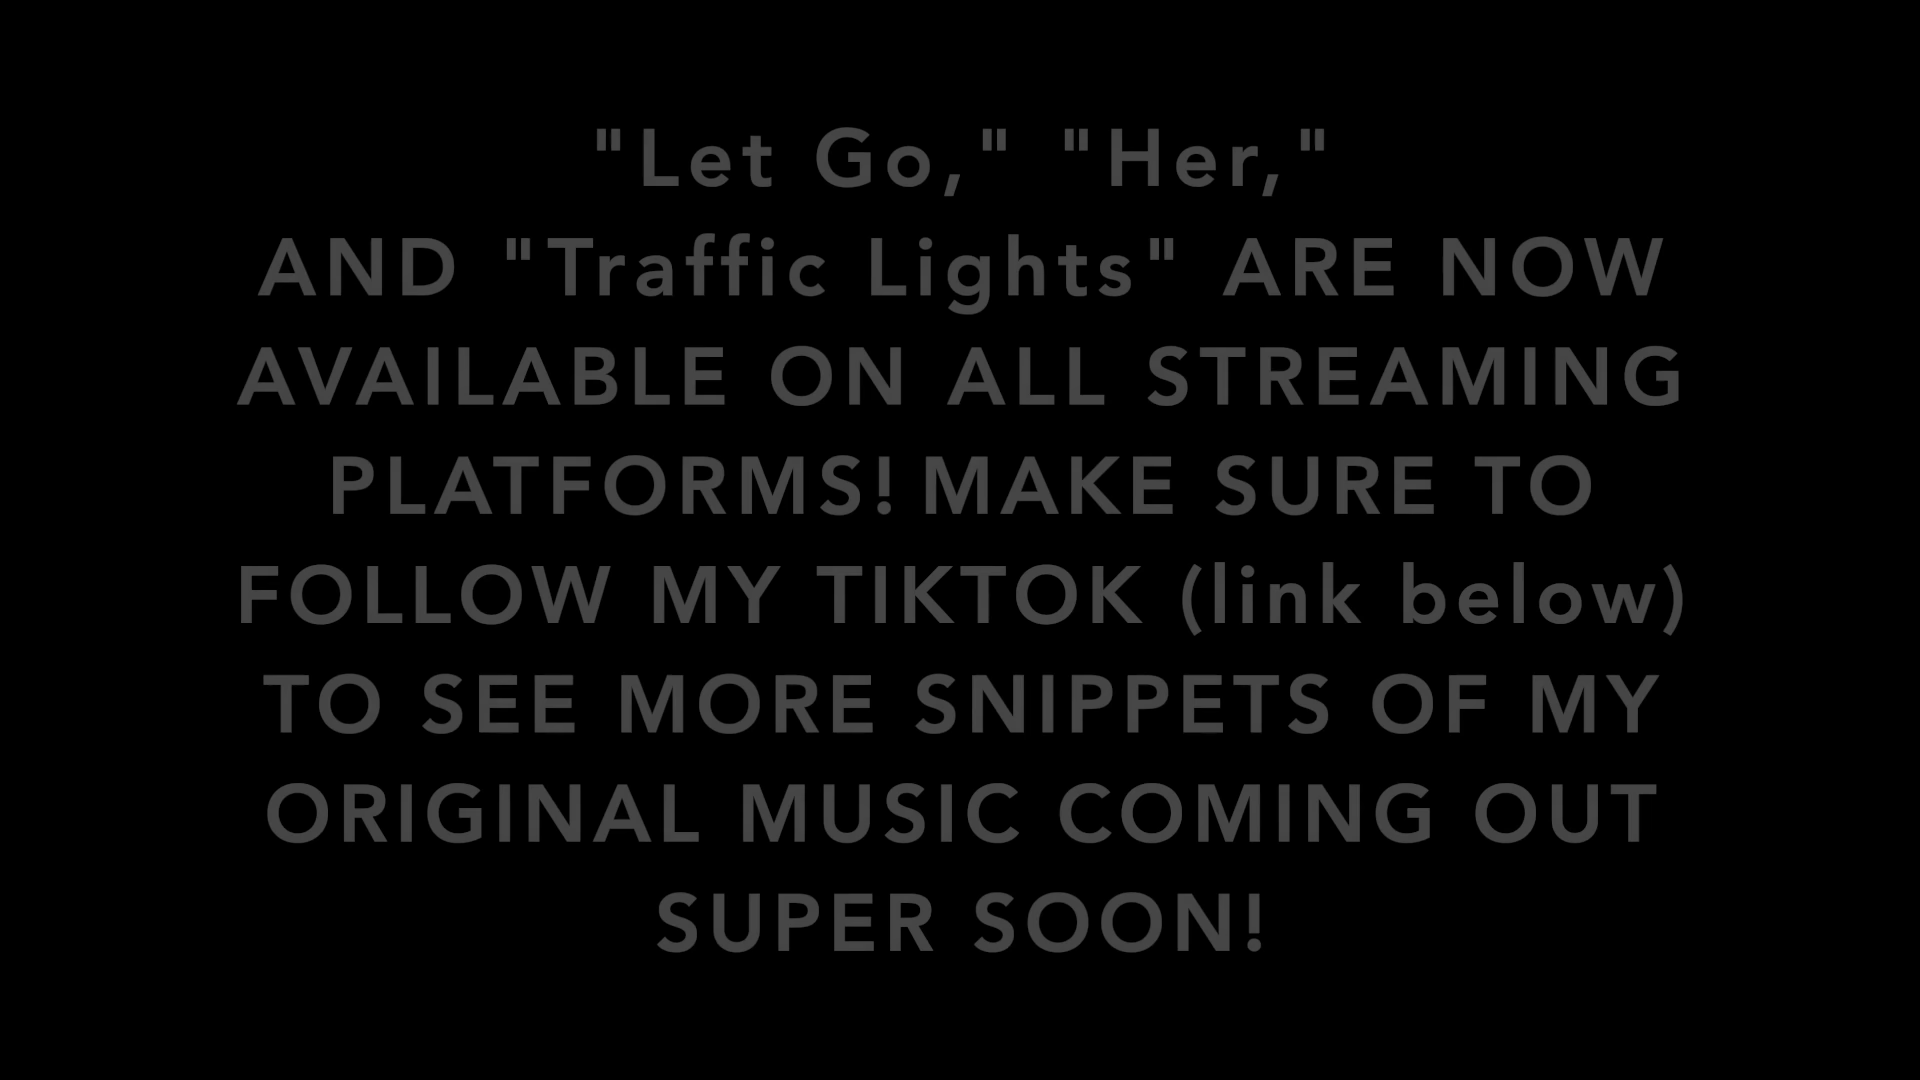 "Let Go," "Her,"
AND "Traffic Lights" ARE NOW
AVAILABLE ON ALL STREAMING
PLATFORMS! MAKE SURE TO
FOLLOW MY TIKTOK (link below)
TO SEE MORE SNIPPETS OF MY
ORIGINAL MUSIC COMING OUT
SUPER SOON!